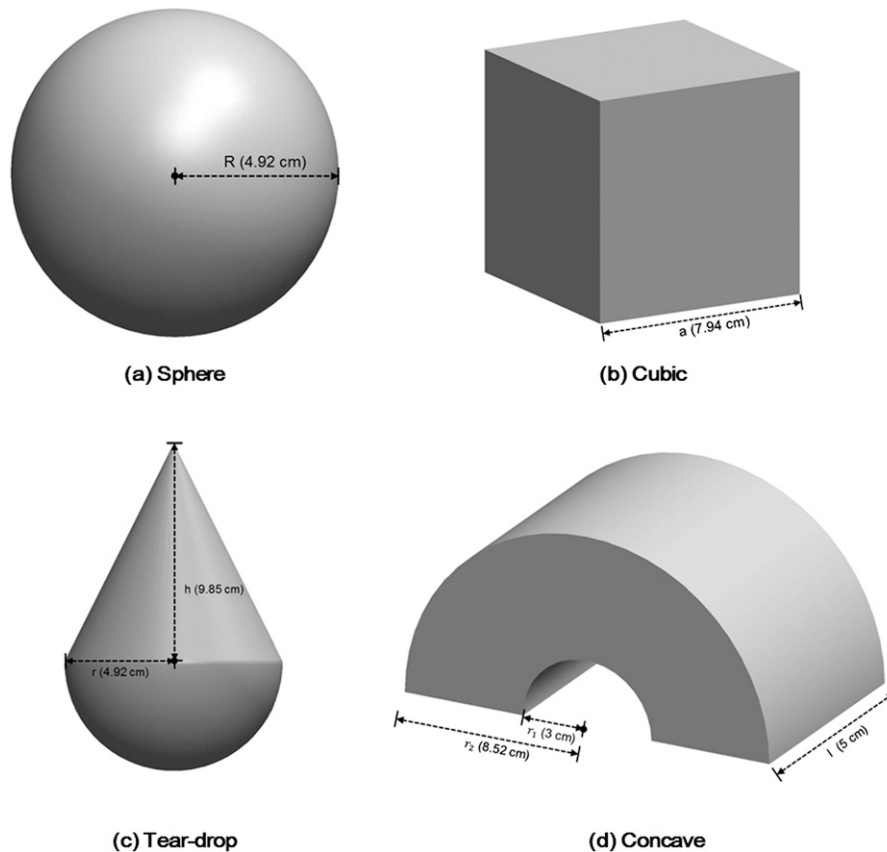 R (4.92 cm)
a (7.94 cm)
(a) Sphere
(b) Cubic
h (9.85 cm)
r (4.92 cm)
r₁ (3 cm)
r₂ (8.52 cm)
l (5 cm)
(c) Tear-drop
(d) Concave